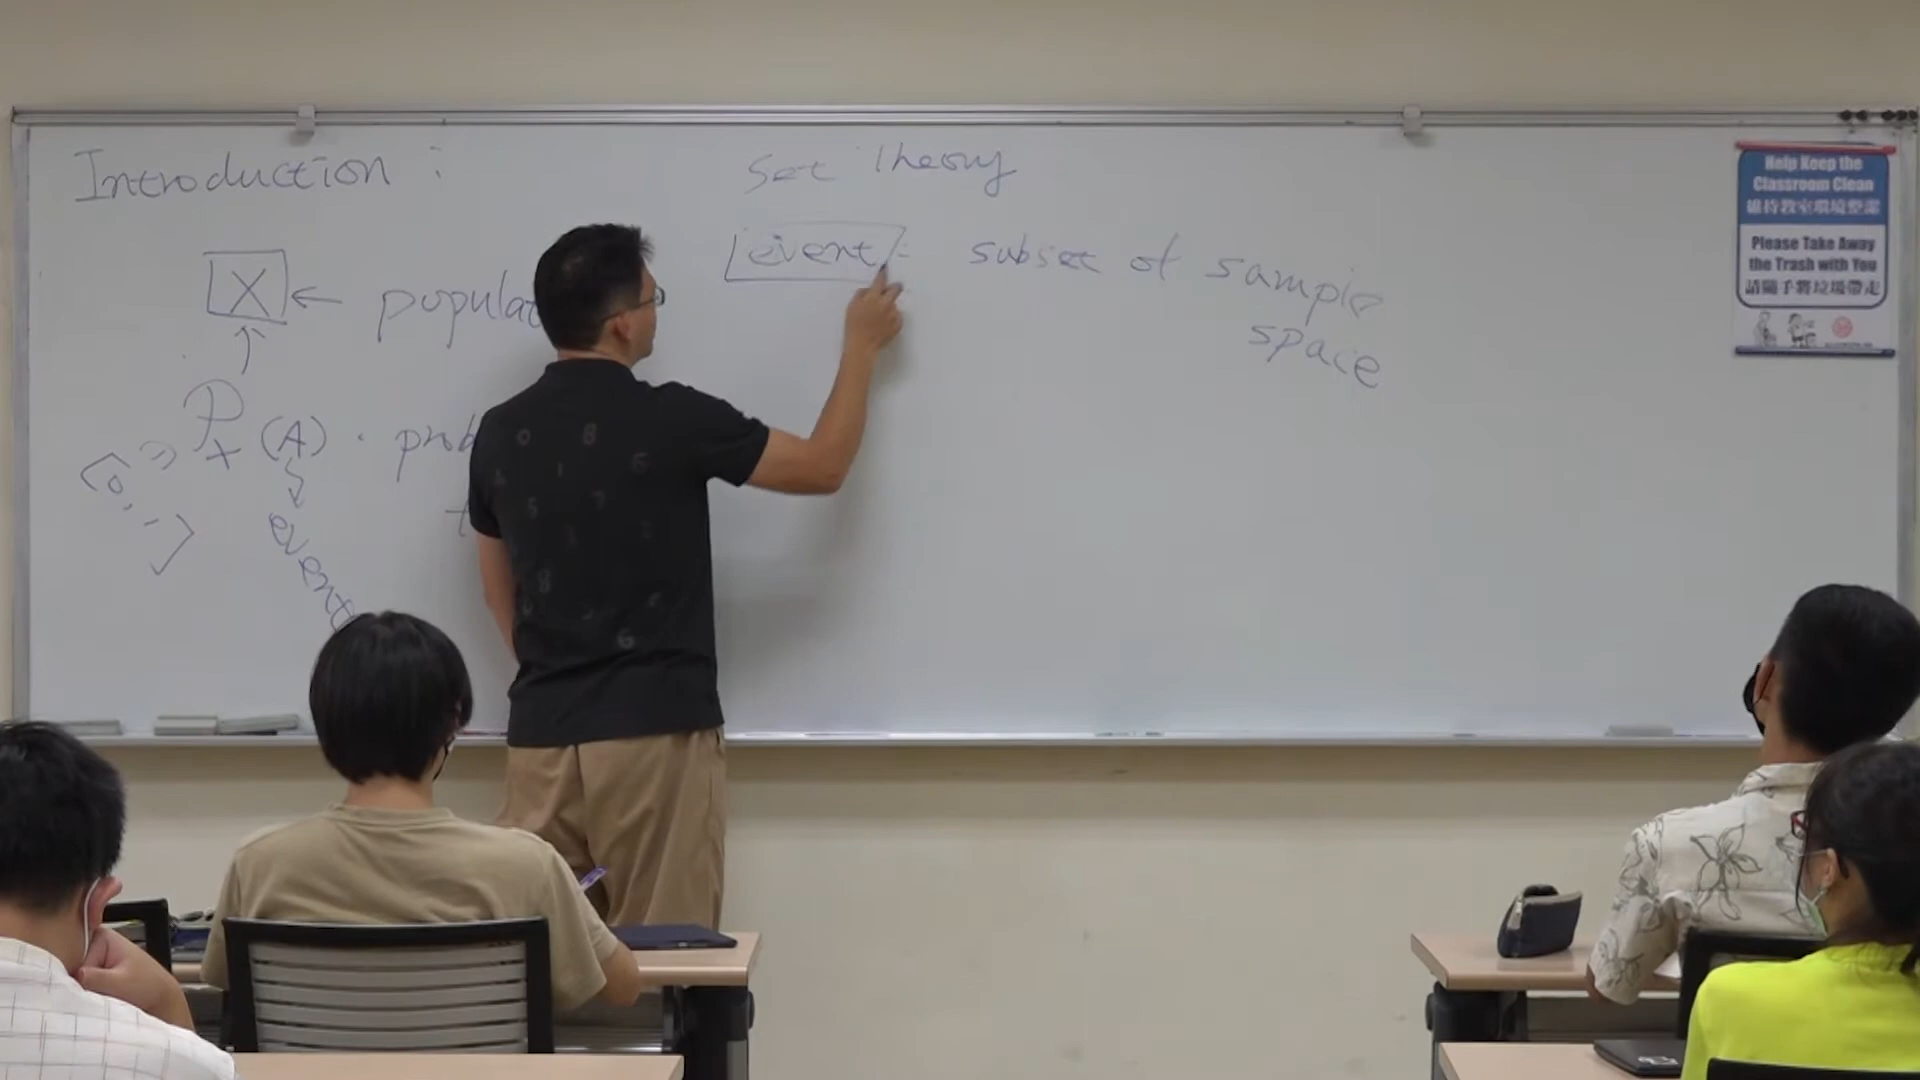 Introduction :
X ← populat
P_X (A) · prob
[0, 1]
event
Set Theory
event : subset of sample
space
Help Keep the
Classroom Clean
維持教室環境整潔
Please Take Away
the Trash with You
請隨手將垃圾帶走